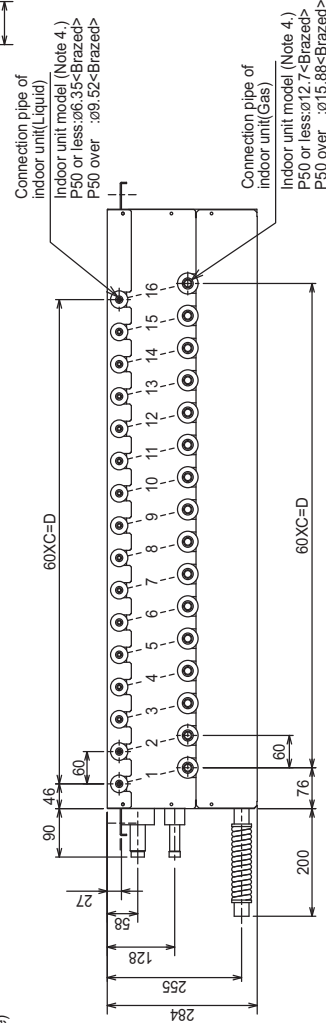 Connection pipe of
indoor unit(Liquid)
Indoor unit model (Note 4.)
P50 or less:ø6.35<Brazed>
P50 over :ø9.52<Brazed>
60XC=D
46
60
90
27
58
128
255
284
1
2
3
4
5
6
7
8
9
10
11
12
13
14
15
16
60
76
200
60XC=D
Connection pipe of
indoor unit(Gas)
Indoor unit model (Note 4.)
P50 or less:ø12.7<Brazed>
P50 over :ø15.88<Brazed>